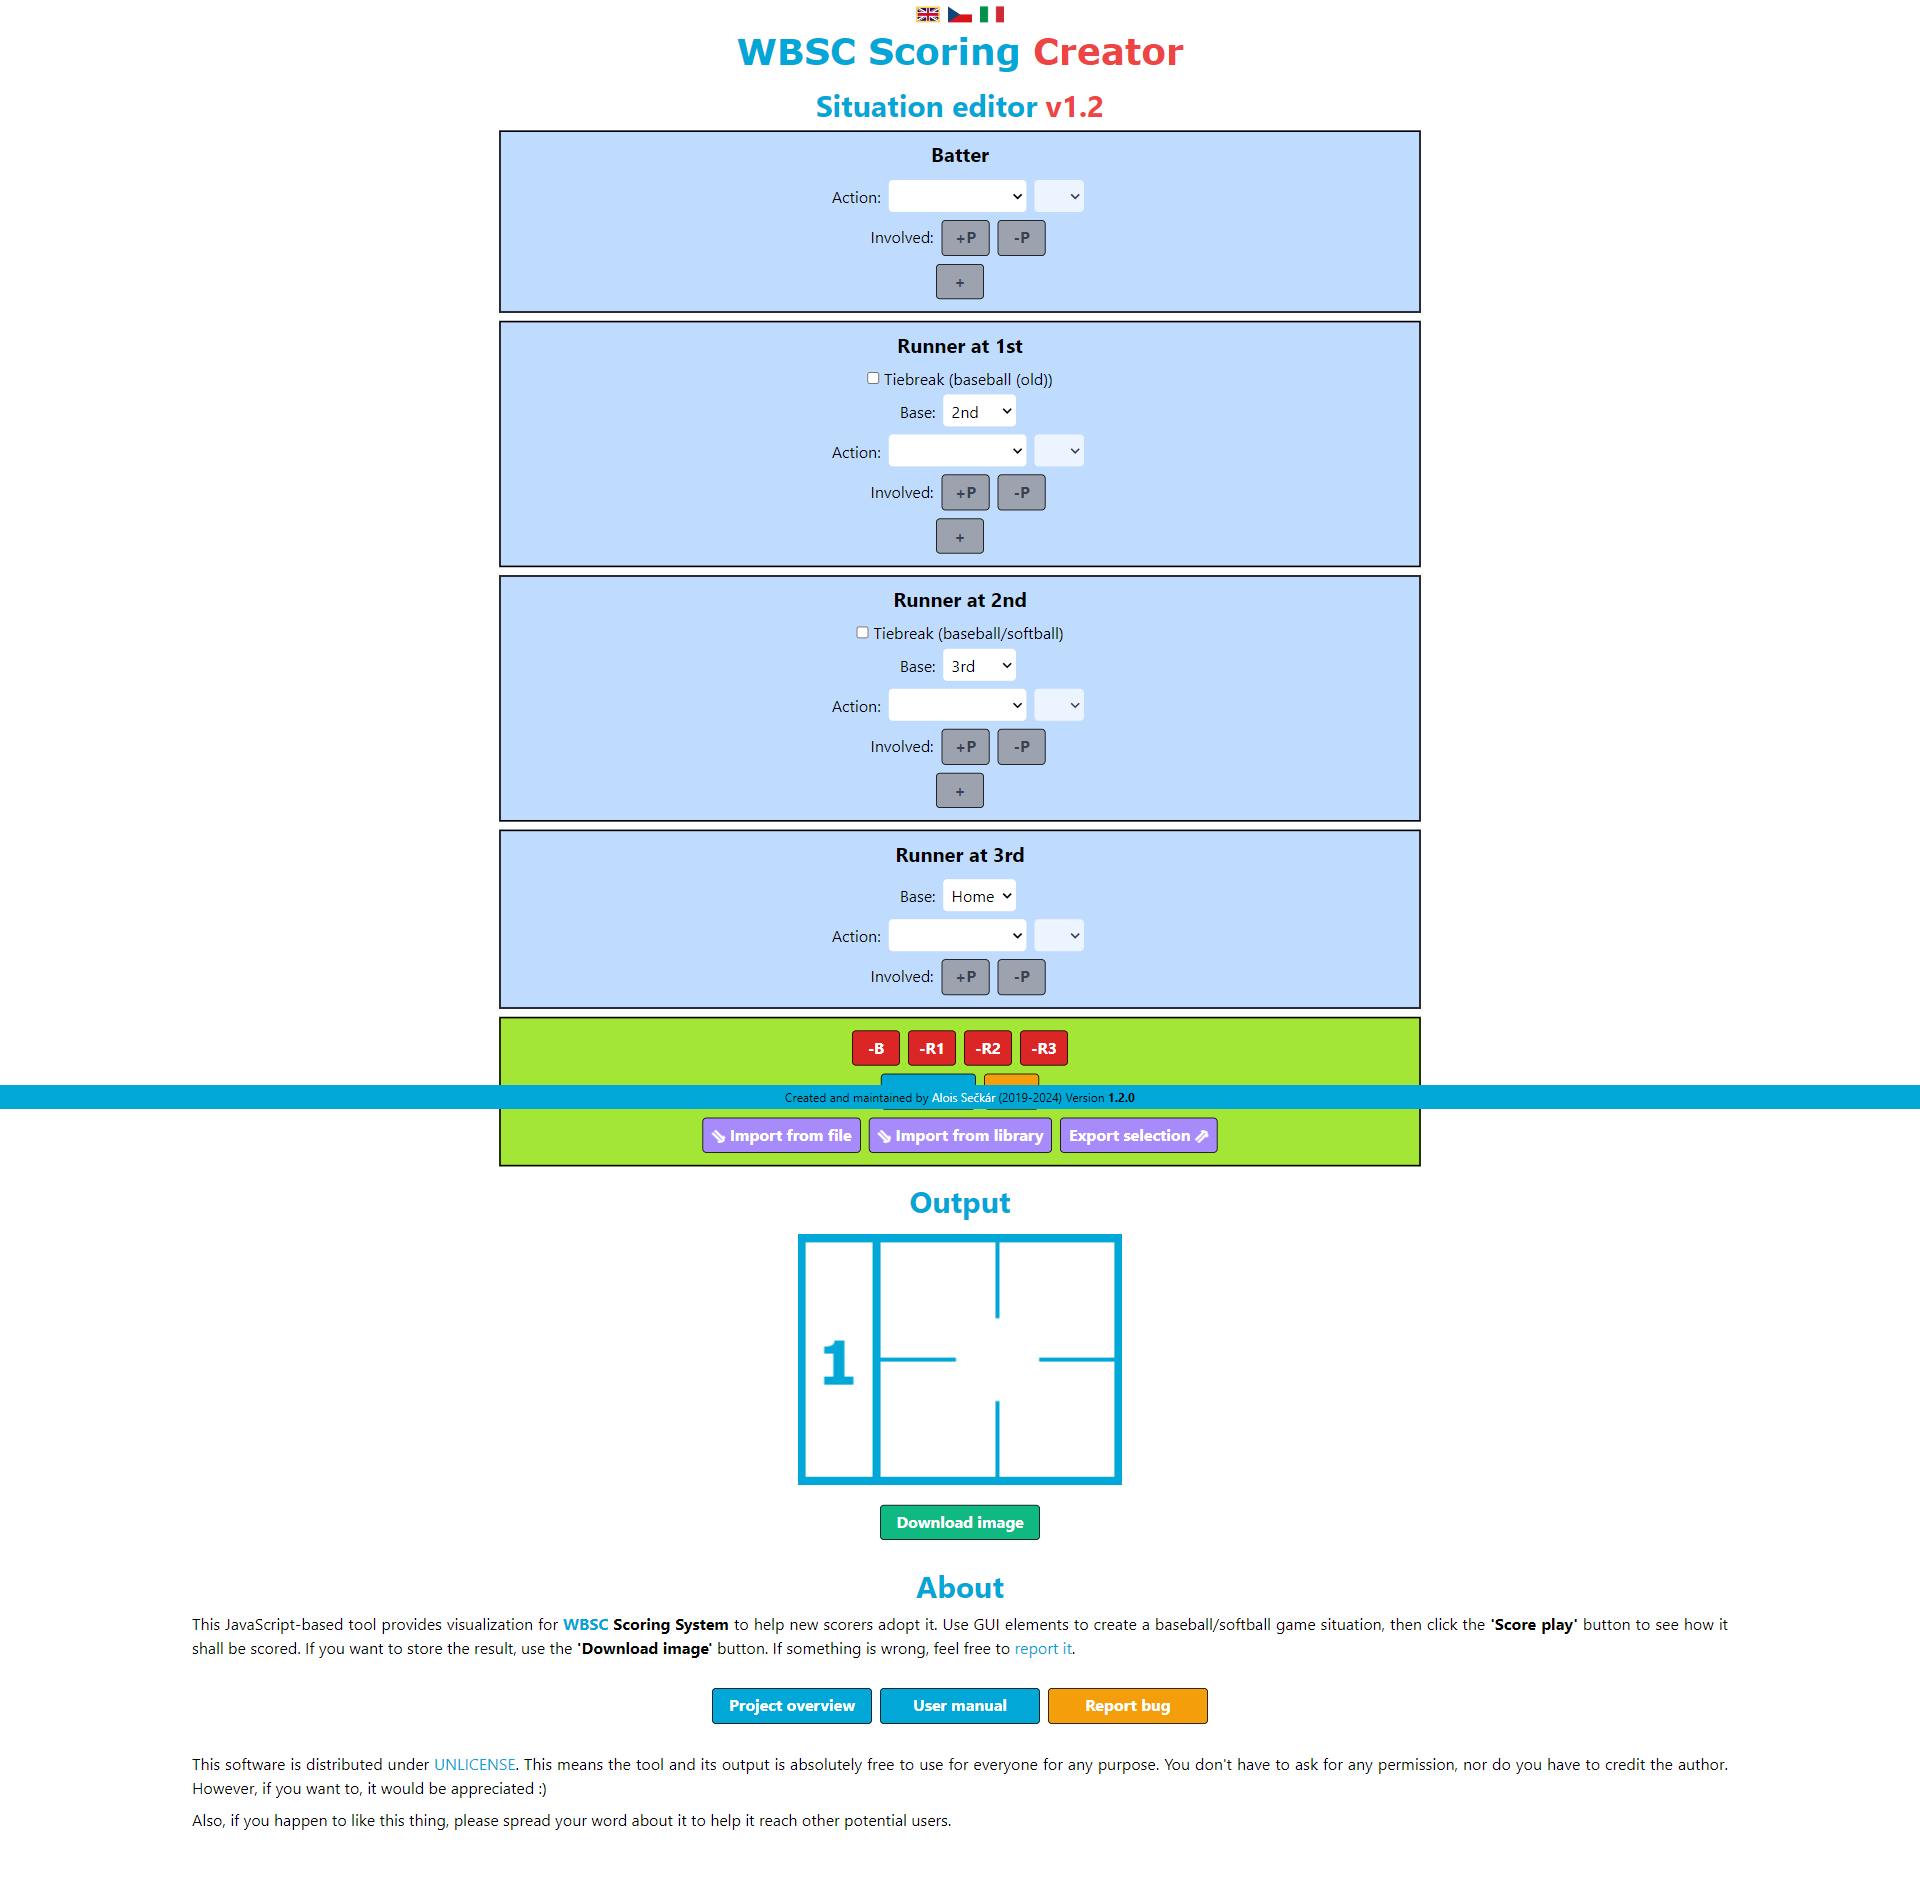 WBSC Scoring Creator
Situation editor v1.2
Batter
Action:
Involved: +P -P
+
Runner at 1st
Tiebreak (baseball (old))
Base: 2nd
Action:
Involved: +P -P
+
Runner at 2nd
Tiebreak (baseball/softball)
Base: 3rd
Action:
Involved: +P -P
+
Runner at 3rd
Base: Home
Action:
Involved: +P -P
-B -R1 -R2 -R3
Created and maintained by Alois Sečkár (2019-2024) Version 1.2.0
⇘ Import from file ⇘ Import from library Export selection ⇗
Output
1
Download image
About
This JavaScript-based tool provides visualization for WBSC Scoring System to help new scorers adopt it. Use GUI elements to create a baseball/softball game situation, then click the 'Score play' button to see how it
shall be scored. If you want to store the result, use the 'Download image' button. If something is wrong, feel free to report it.
Project overview User manual Report bug
This software is distributed under UNLICENSE. This means the tool and its output is absolutely free to use for everyone for any purpose. You don't have to ask for any permission, nor do you have to credit the author.
However, if you want to, it would be appreciated :)
Also, if you happen to like this thing, please spread your word about it to help it reach other potential users.